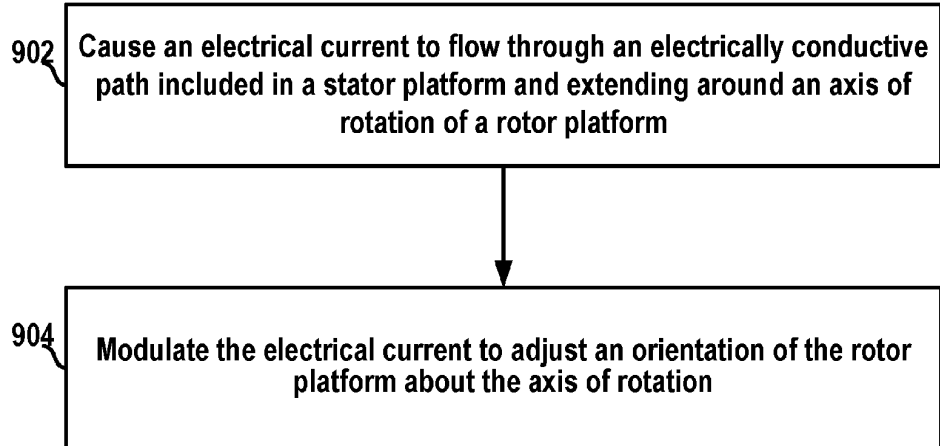 902
Cause an electrical current to flow through an electrically conductive
path included in a stator platform and extending around an axis of
rotation of a rotor platform
904
Modulate the electrical current to adjust an orientation of the rotor
platform about the axis of rotation